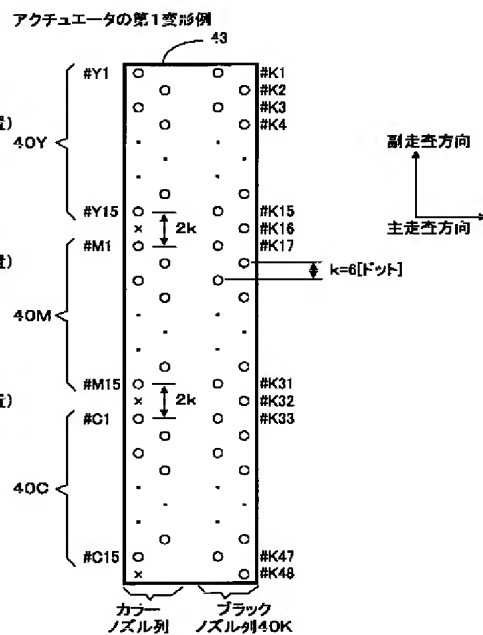 アクチュエータの第1変形例
43
#Y1
#K1
#K2
#K3
#K4
置)
40Y
副走査方向
主走査方向
#Y15
2k
#K15
×
#K16
#M1
#K17
置)
k=6[ドット]
40M
#M15
#K31
置)
×
2k
#K32
#C1
#K33
40C
#C15
#K47
×
#K48
カラー
ノズル列
ブラック
ノズル列40K